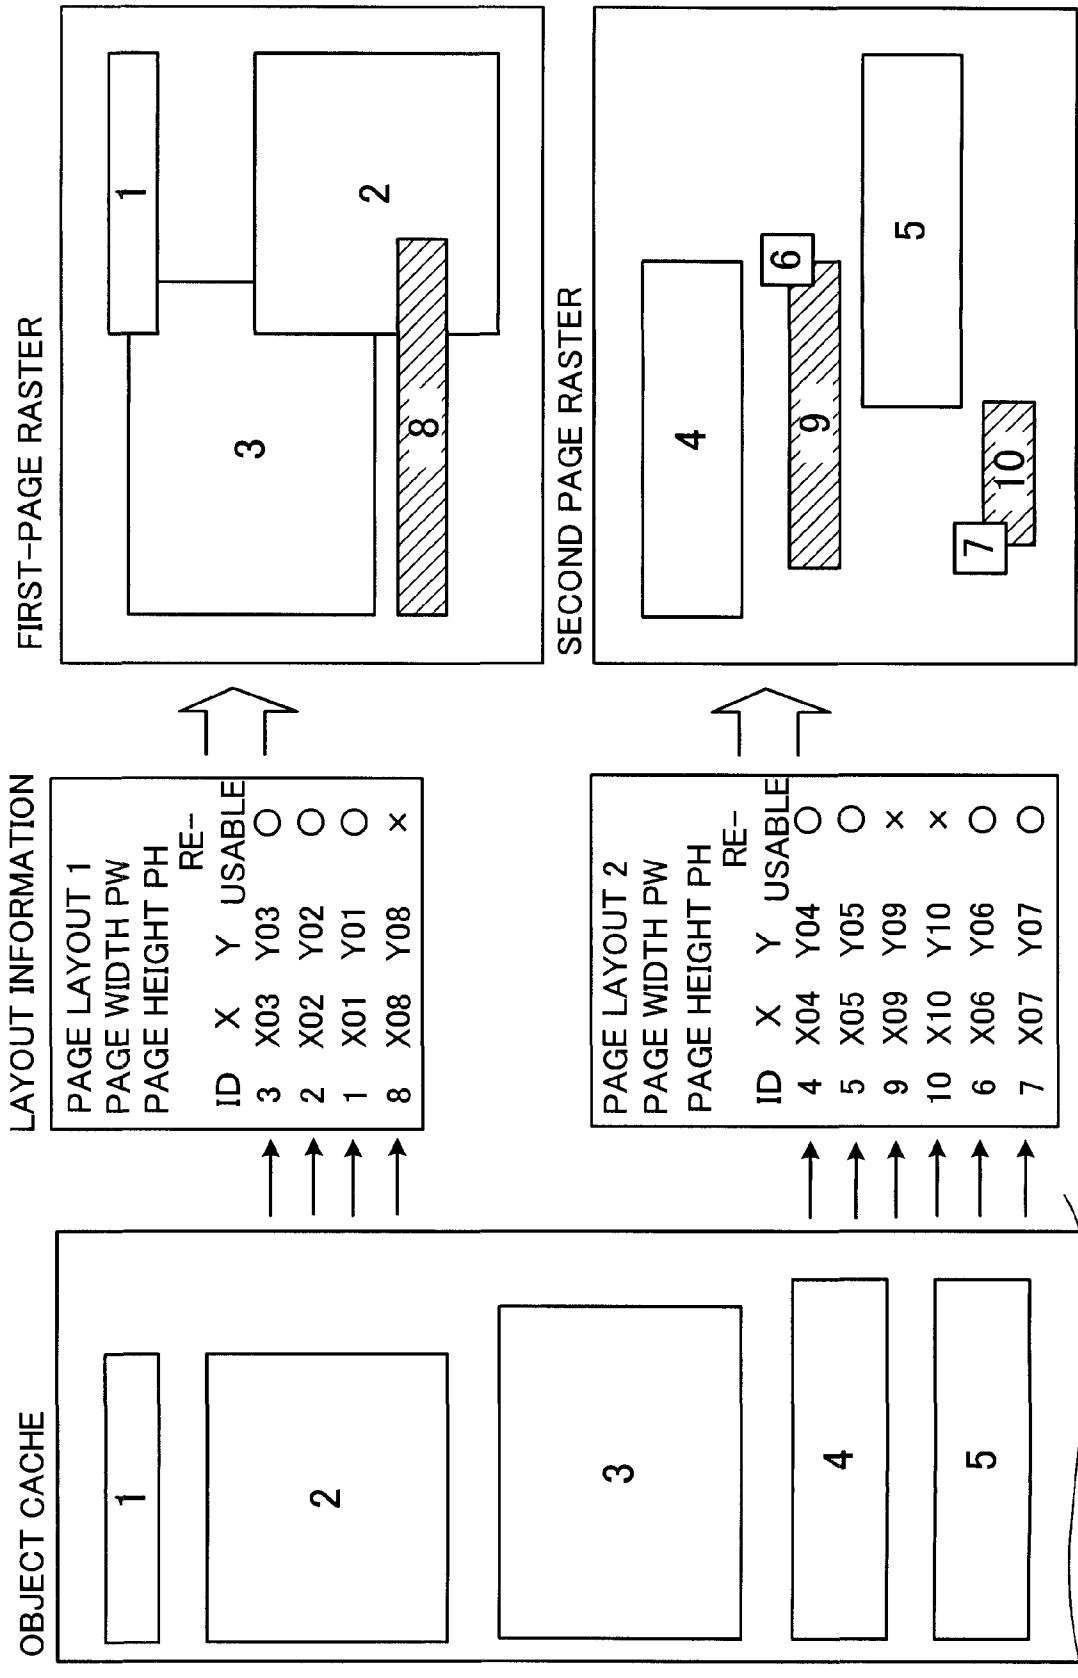 OBJECT CACHE
1
2
3
4
5
LAYOUT INFORMATION
PAGE LAYOUT 1
PAGE WIDTH PW
PAGE HEIGHT PH
RE-
ID X Y USABLE
3 X03 Y03 ○
2 X02 Y02 ○
1 X01 Y01 ○
8 X08 Y08 ×
PAGE LAYOUT 2
PAGE WIDTH PW
PAGE HEIGHT PH
RE-
ID X Y USABLE
4 X04 Y04 ○
5 X05 Y05 ○
9 X09 Y09 ×
10 X10 Y10 ×
6 X06 Y06 ○
7 X07 Y07 ○
FIRST-PAGE RASTER
1
3
2
8
SECOND PAGE RASTER
4
6
9
5
7
10